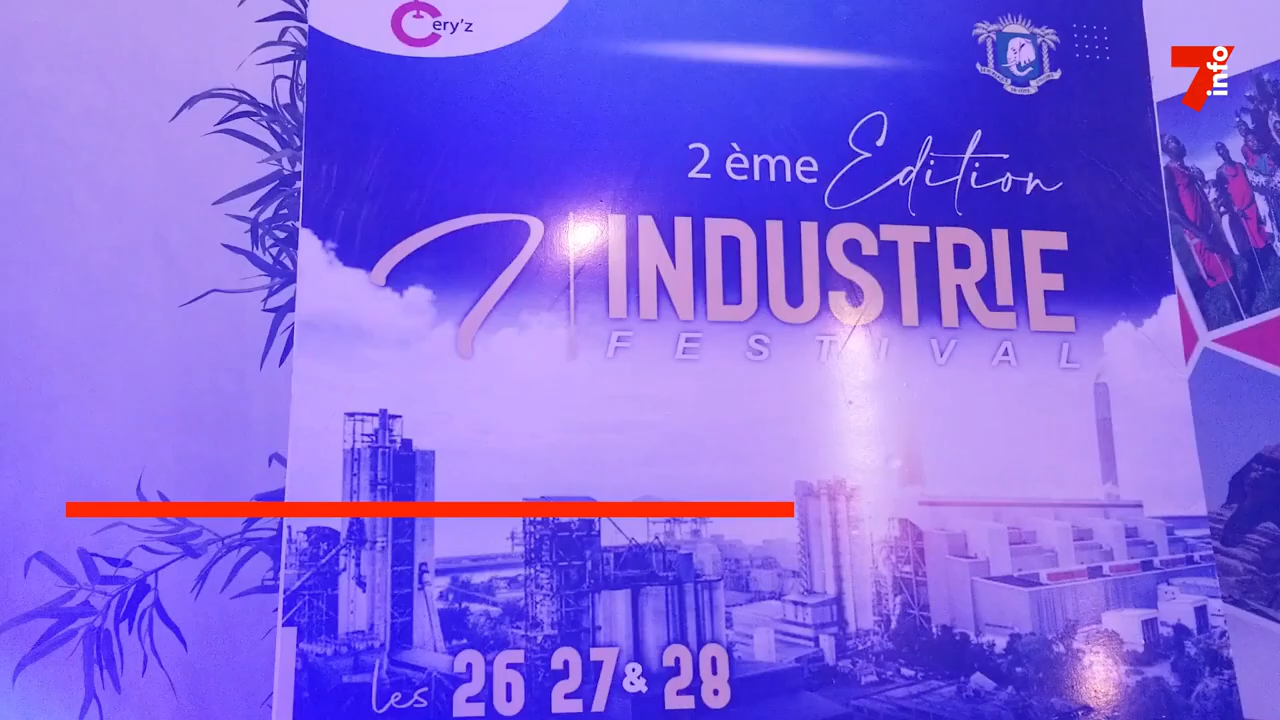 Cery'z
7info
2 ème Edition
INDUSTRIE
FESTIVAL
les 26 27 & 28